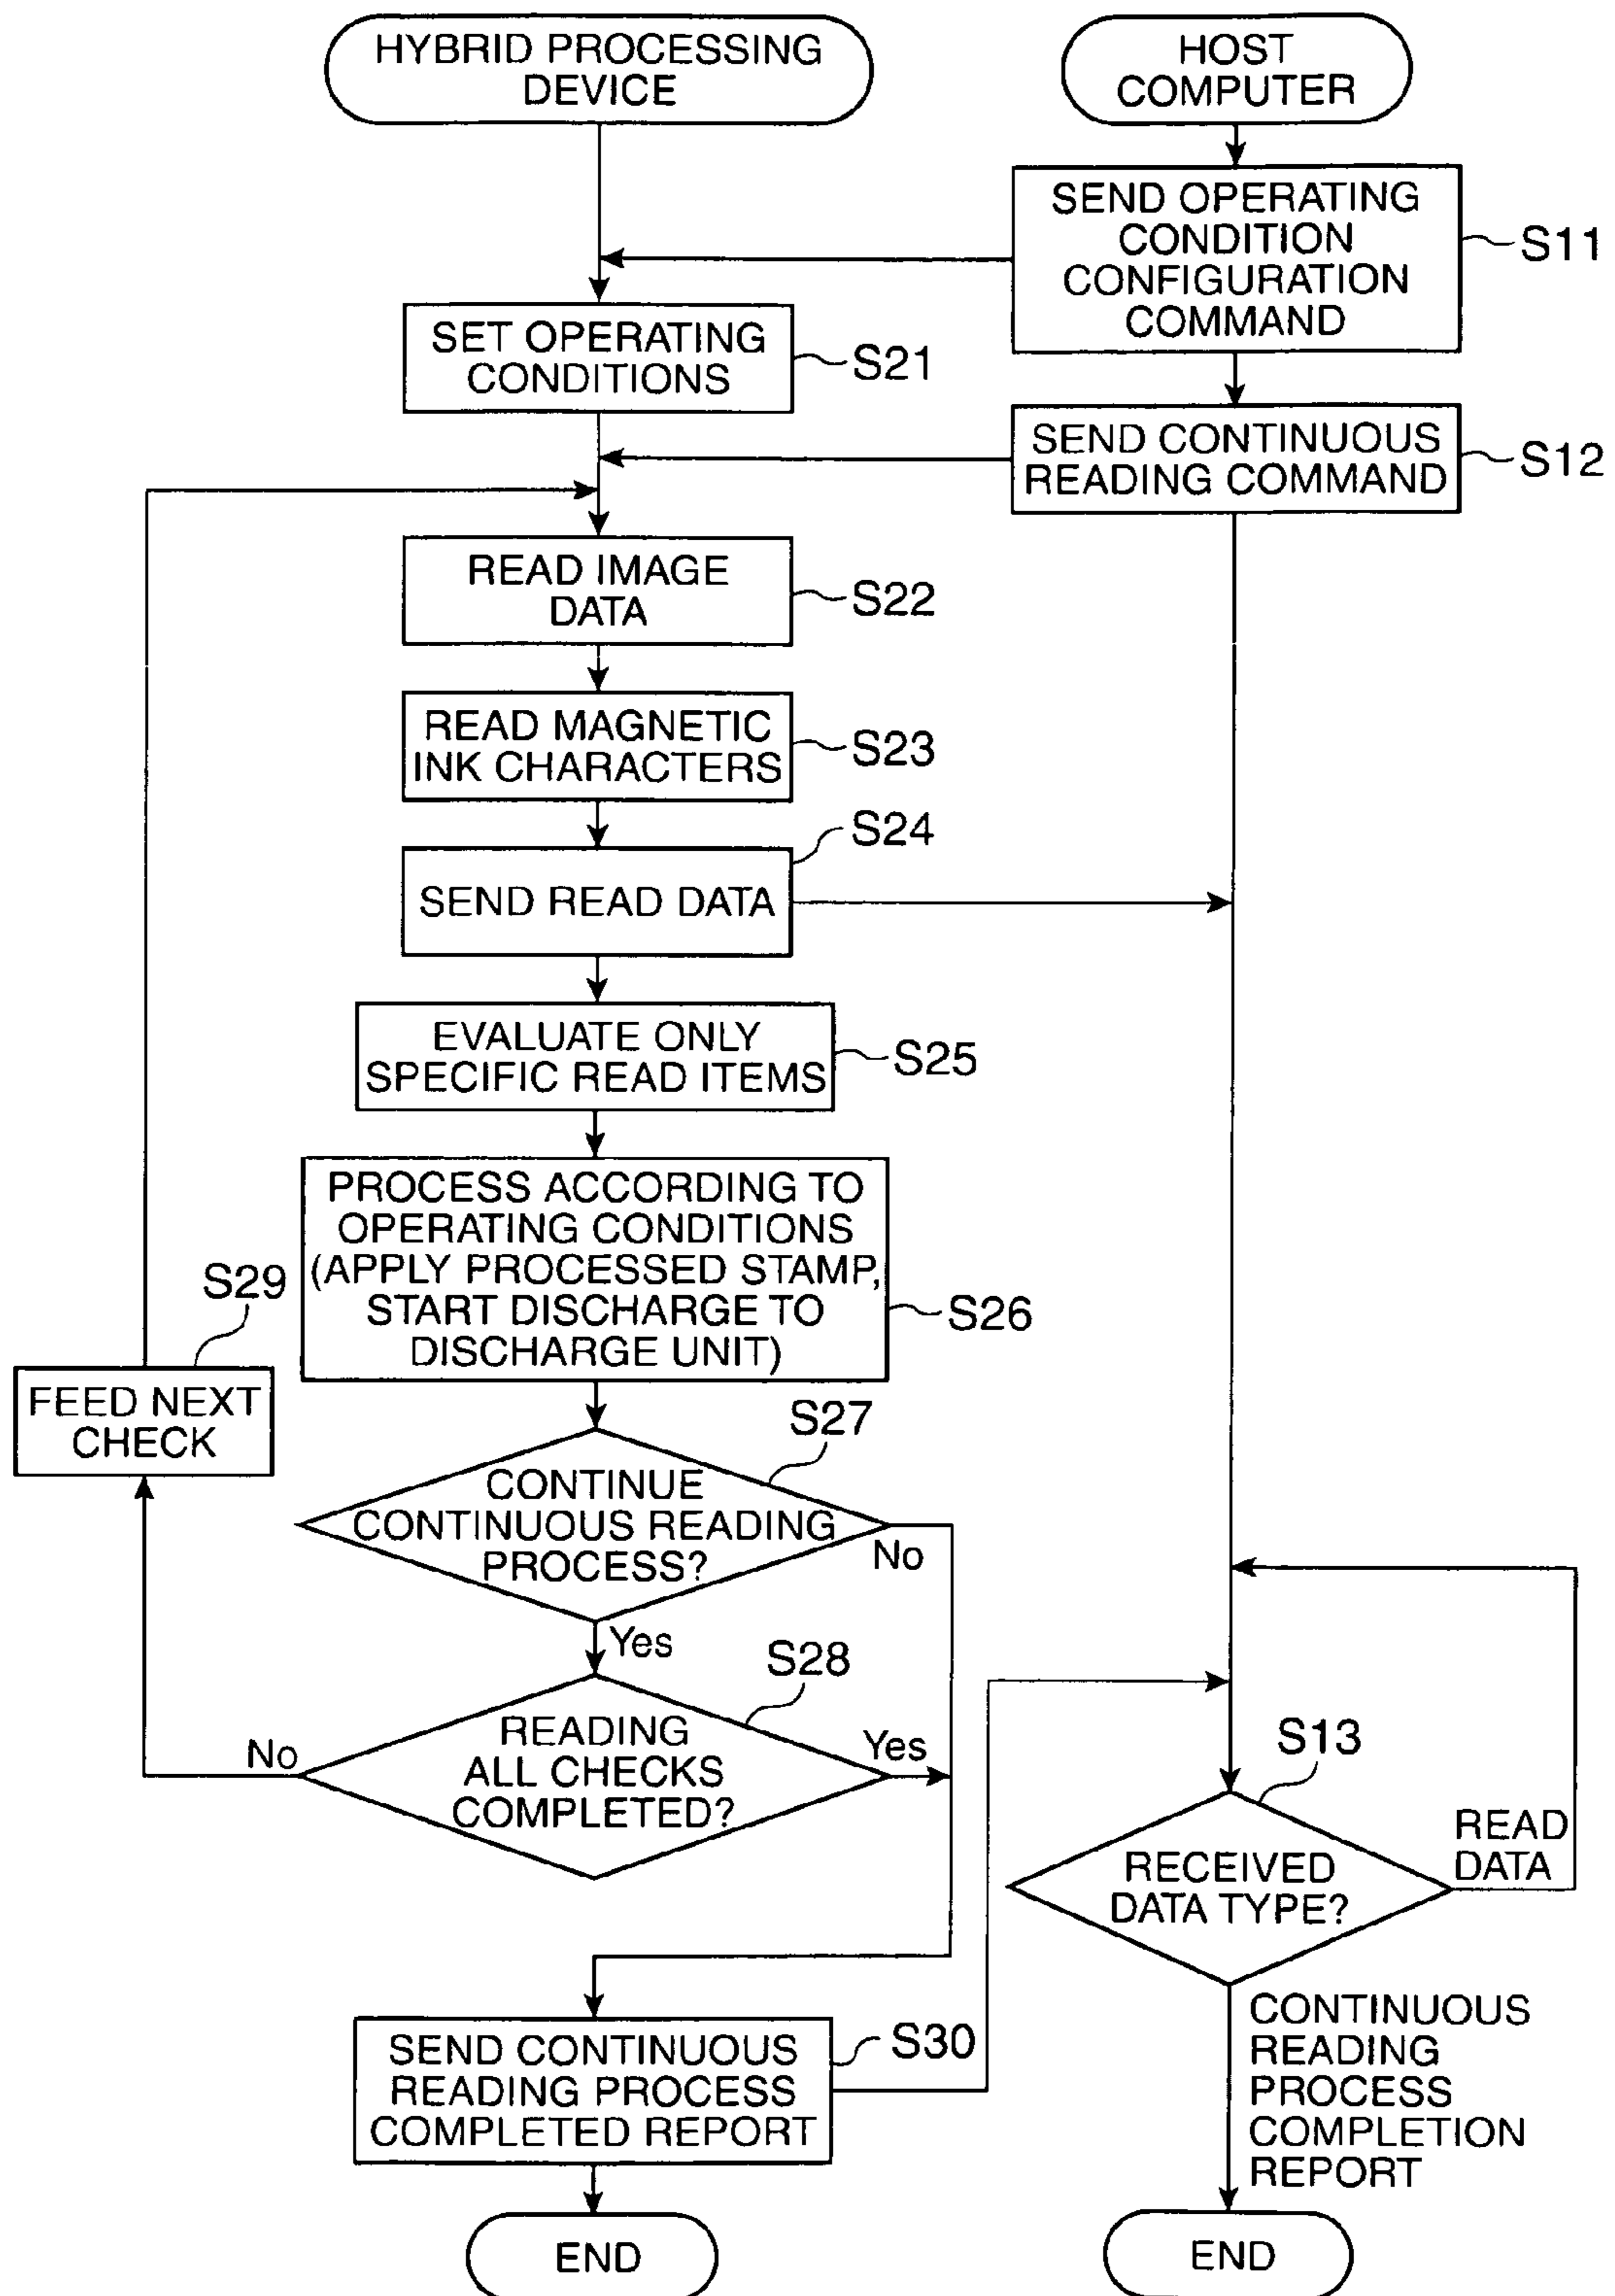 HYBRID PROCESSING
DEVICE
HOST
COMPUTER
SEND OPERATING
CONDITION
CONFIGURATION
COMMAND
S11
SET OPERATING
CONDITIONS
S21
SEND CONTINUOUS
READING COMMAND
S12
READ IMAGE
DATA
S22
READ MAGNETIC
INK CHARACTERS
S23
S24
SEND READ DATA
EVALUATE ONLY
SPECIFIC READ ITEMS
S25
PROCESS ACCORDING TO
OPERATING CONDITIONS
(APPLY PROCESSED STAMP,
START DISCHARGE TO
DISCHARGE UNIT)
S26
S29
FEED NEXT
CHECK
S27
CONTINUE
CONTINUOUS READING
PROCESS?
No
Yes
S28
READING
ALL CHECKS
COMPLETED?
No
Yes
S13
RECEIVED
DATA TYPE?
READ
DATA
SEND CONTINUOUS
READING PROCESS
COMPLETED REPORT
S30
CONTINUOUS
READING
PROCESS
COMPLETION
REPORT
END
END